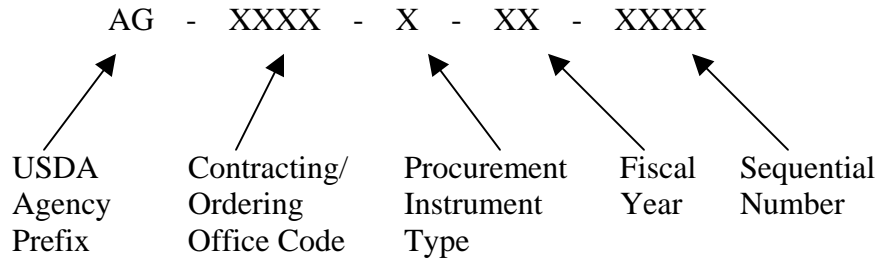 AG - XXXX - X - XX - XXXX
USDA Agency Prefix
Contracting/ Ordering Office Code
Procurement Instrument Type
Fiscal Year
Sequential Number